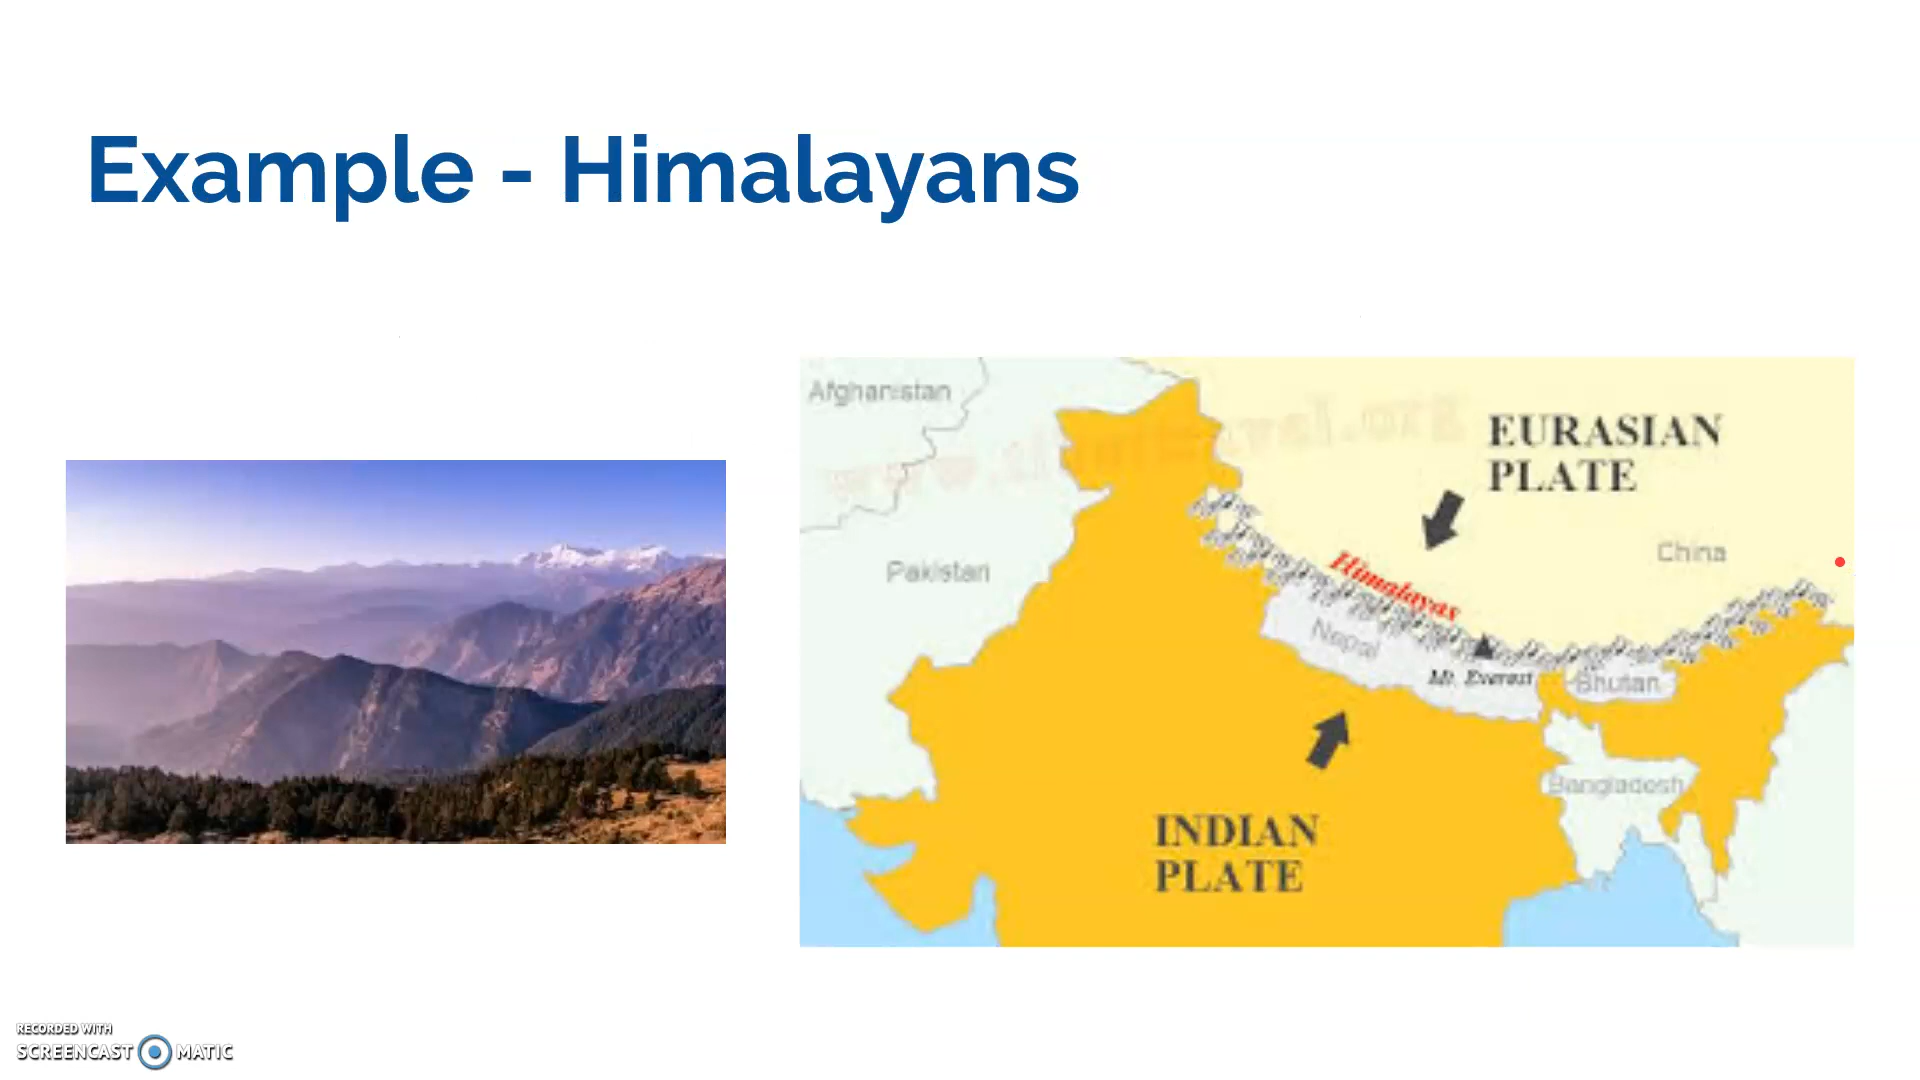 Example - Himalayans
Afghanistan
EURASIAN
PLATE
China
Pakistan
Himalayas
Nepal
Mt. Everest
Bhutan
Bangladesh
INDIAN
PLATE
RECORDED WITH
SCREENCAST MATIC